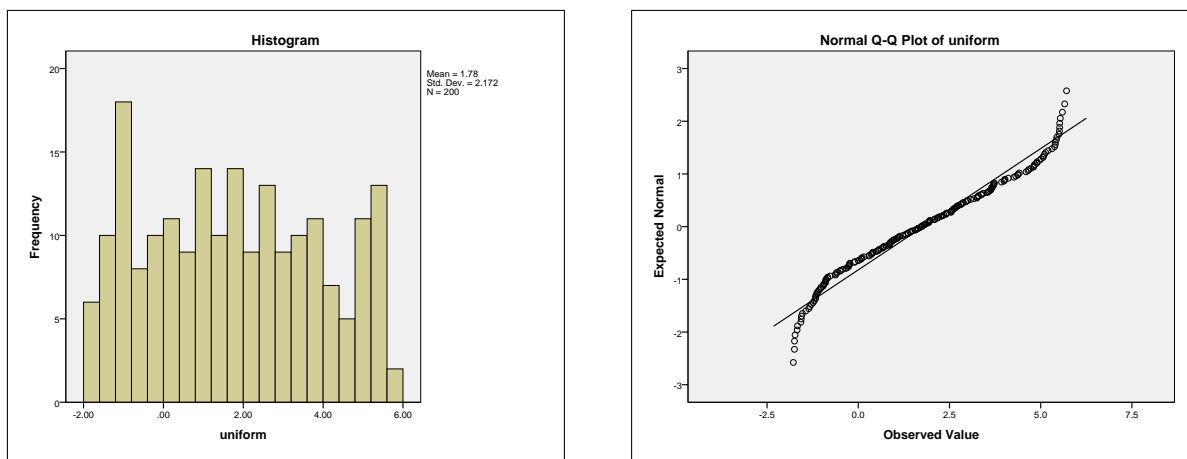 Histogram
Frequency
20
15
10
5
0
-2.00 .00 2.00 4.00 6.00
uniform
Mean = 1.78
Std. Dev. = 2.172
N = 200
Normal Q-Q Plot of uniform
Expected Normal
3
2
1
0
-1
-2
-3
-2.5 0.0 2.5 5.0 7.5
Observed Value